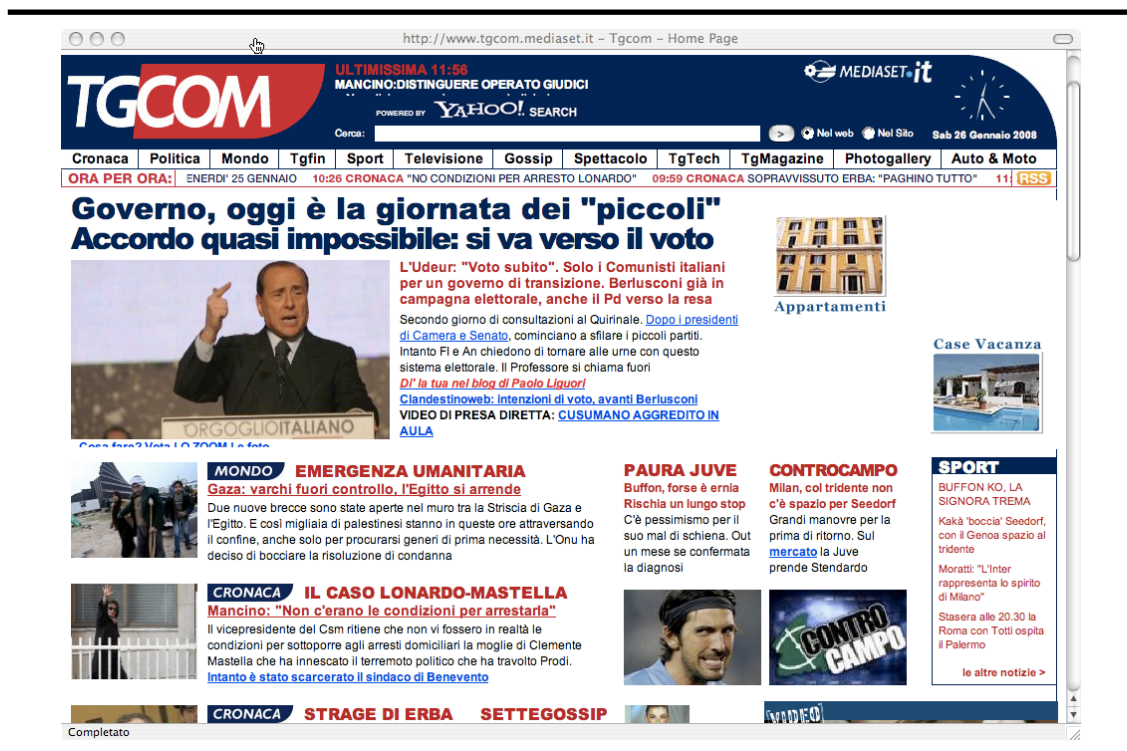 http://www.tgcom.mediaset.it – Tgcom – Home Page
TGCOM
ULTIMISSIMA 11:56
MANCINO:DISTINGUERE OPERATO GIUDICI
POWERED BY YAHOO! SEARCH
Cerca: > Nel web Nel Sito
MEDIASET.it
Sab 26 Gennaio 2008
Cronaca Politica Mondo Tgfin Sport Televisione Gossip Spettacolo TgTech TgMagazine Photogallery Auto & Moto
ORA PER ORA: ENERDI' 25 GENNAIO 10:26 CRONACA "NO CONDIZIONI PER ARRESTO LONARDO" 09:59 CRONACA SOPRAVVISSUTO ERBA: "PAGHINO TUTTO" 11: RSS
Governo, oggi è la giornata dei "piccoli"
Accordo quasi impossibile: si va verso il voto
ORGOGLIOITALIANO
Cosa fare? Vota LO ZOOM Le foto
L'Udeur: "Voto subito". Solo i Comunisti italiani
per un governo di transizione. Berlusconi già in
campagna elettorale, anche il Pd verso la resa
Secondo giorno di consultazioni al Quirinale. Dopo i presidenti
di Camera e Senato, cominciano a sfilare i piccoli partiti.
Intanto FI e An chiedono di tornare alle urne con questo
sistema elettorale. Il Professore si chiama fuori
Di' la tua nel blog di Paolo Liguori
Clandestinoweb: intenzioni di voto, avanti Berlusconi
VIDEO DI PRESA DIRETTA: CUSUMANO AGGREDITO IN
AULA
Appartamenti
Case Vacanza
MONDO EMERGENZA UMANITARIA
Gaza: varchi fuori controllo, l'Egitto si arrende
Due nuove brecce sono state aperte nel muro tra la Striscia di Gaza e
l'Egitto. E così migliaia di palestinesi stanno in queste ore attraversando
il confine, anche solo per procurarsi generi di prima necessità. L'Onu ha
deciso di bocciare la risoluzione di condanna
CRONACA IL CASO LONARDO-MASTELLA
Mancino: "Non c'erano le condizioni per arrestarla"
Il vicepresidente del Csm ritiene che non vi fossero in realtà le
condizioni per sottoporre agli arresti domiciliari la moglie di Clemente
Mastella che ha innescato il terremoto politico che ha travolto Prodi.
Intanto è stato scarcerato il sindaco di Benevento
CRONACA STRAGE DI ERBA SETTEGOSSIP
PAURA JUVE
Buffon, forse è ernia
Rischia un lungo stop
C'è pessimismo per il
suo mal di schiena. Out
un mese se confermata
la diagnosi
CONTROCAMPO
Milan, col tridente non
c'è spazio per Seedorf
Grandi manovre per la
prima di ritorno. Sul
mercato la Juve
prende Stendardo
CONTRO
CAMPO
VIDEO
SPORT
BUFFON KO, LA
SIGNORA TREMA
Kakà 'boccia' Seedorf,
con il Genoa spazio al
tridente
Moratti: "L'Inter
rappresenta lo spirito
di Milano"
Stasera alle 20.30 la
Roma con Totti ospita
il Palermo
le altre notizie >
Completato